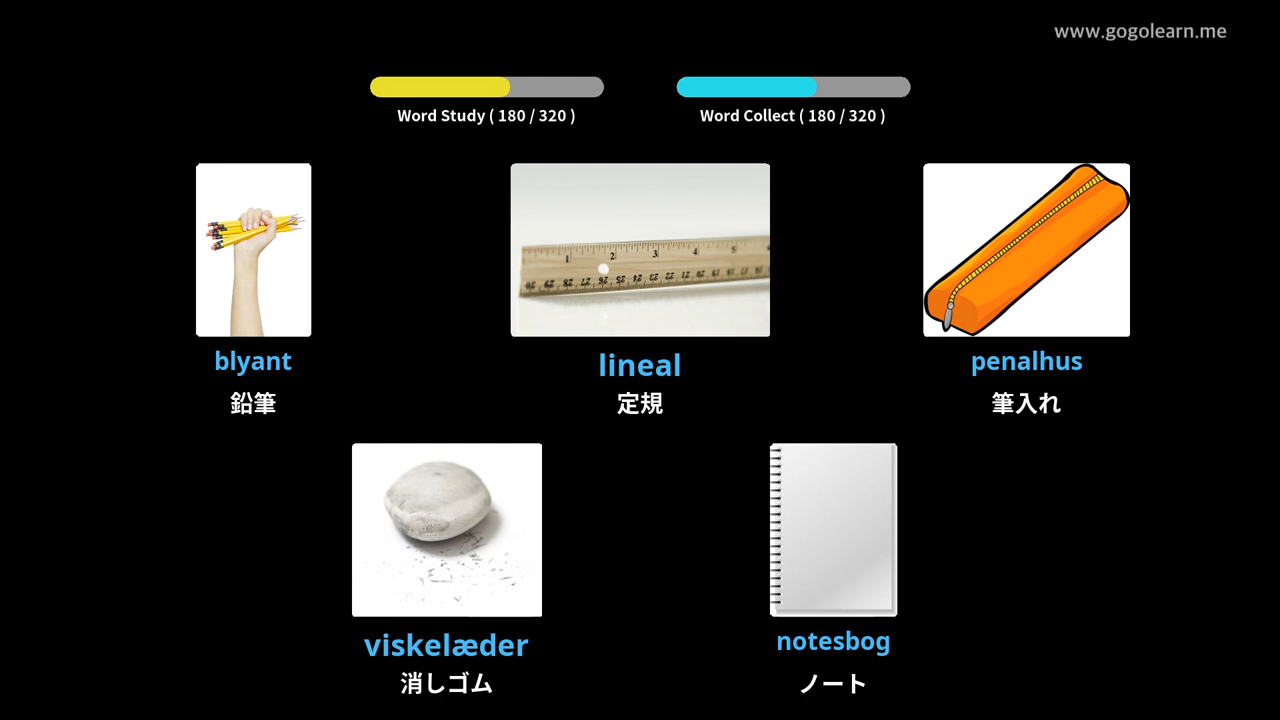 www.gogolearn.me
Word Study ( 180 / 320 )
Word Collect ( 180 / 320 )
blyant
鉛筆
lineal
定規
penalhus
筆入れ
viskelæder
消しゴム
notesbog
ノート